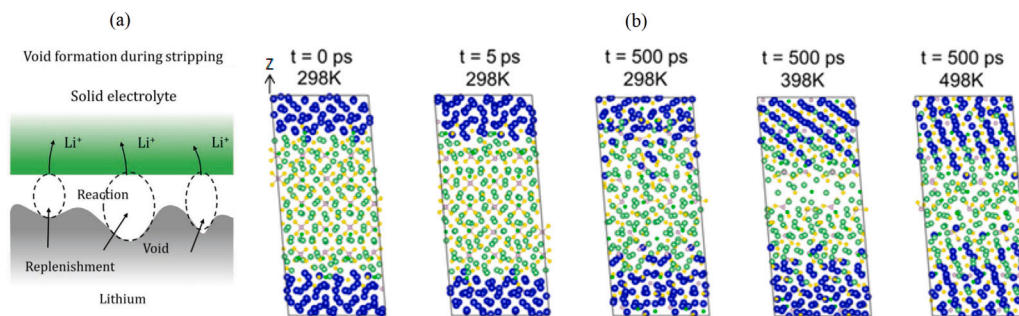 (a)
Void formation during stripping
Solid electrolyte
Li⁺ Li⁺ Li⁺
Reaction
Void
Replenishment
Lithium
(b)
Z
t = 0 ps
298K
t = 5 ps
298K
t = 500 ps
298K
t = 500 ps
398K
t = 500 ps
498K